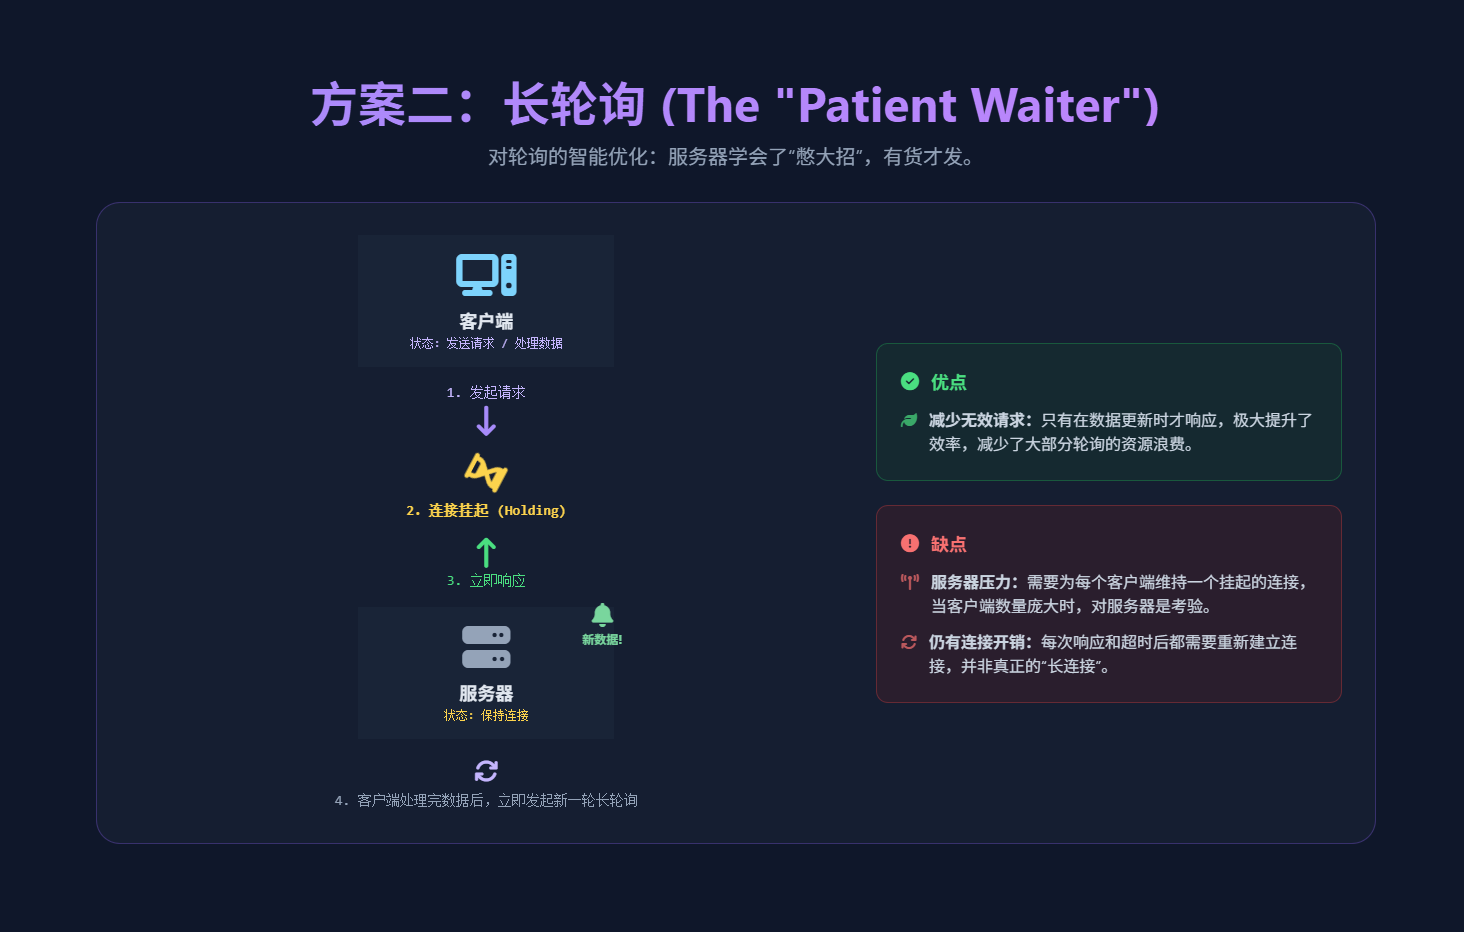 方案二：长轮询 (The "Patient Waiter")
对轮询的智能优化：服务器学会了“憋大招”，有货才发。
客户端
状态: 发送请求 / 处理数据
1. 发起请求
2. 连接挂起 (Holding)
3. 立即响应
新数据!
服务器
状态: 保持连接
4. 客户端处理完数据后，立即发起新一轮长轮询
优点
减少无效请求：只有在数据更新时才响应，极大提升了
效率，减少了大部分轮询的资源浪费。
缺点
服务器压力：需要为每个客户端维持一个挂起的连接，
当客户端数量庞大时，对服务器是考验。
仍有连接开销：每次响应和超时后都需要重新建立连
接，并非真正的“长连接”。